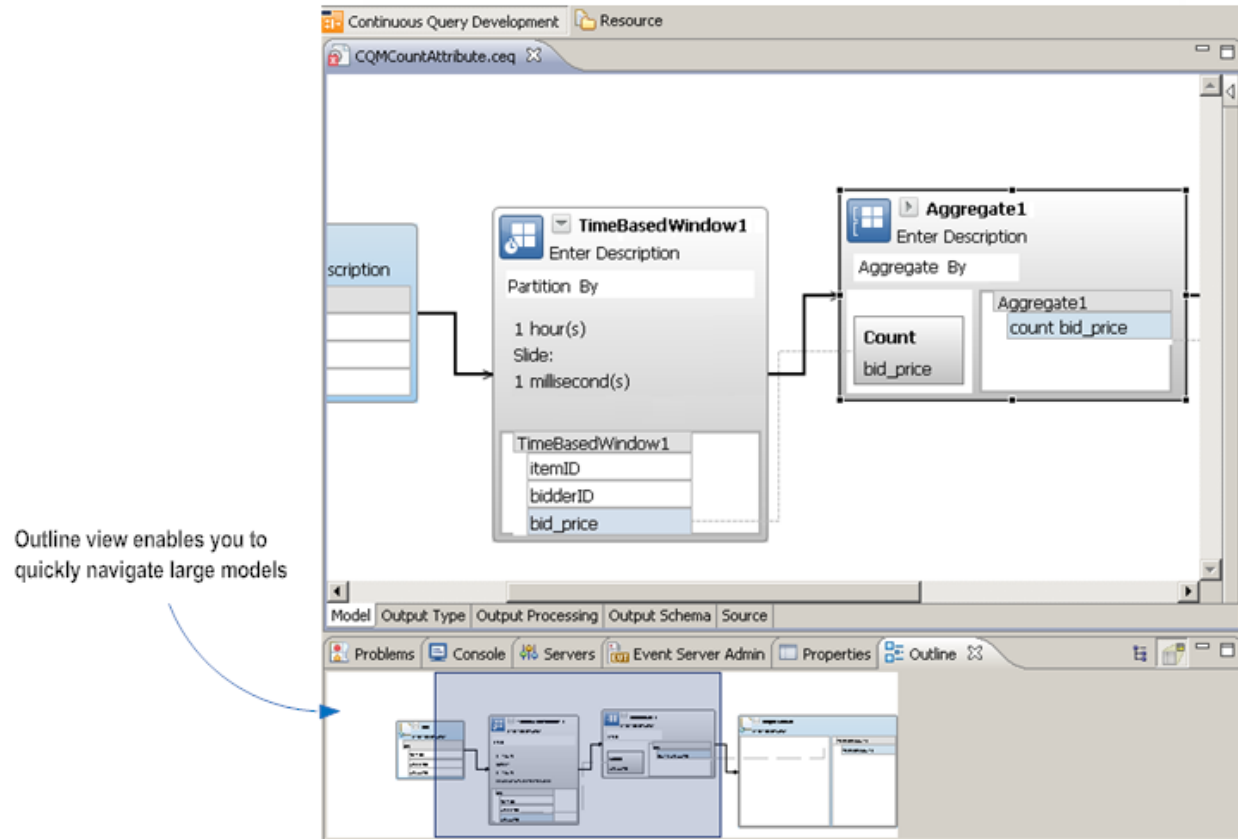 Continuous Query Development
Resource
CQMCountAttribute.ceq
scription
TimeBasedWindow1
Enter Description
Partition By
1 hour(s)
Slide:
1 millisecond(s)
TimeBasedWindow1
itemID
bidderID
bid_price
Aggregate1
Enter Description
Aggregate By
Count
bid_price
Aggregate1
count bid_price
Outline view enables you to
quickly navigate large models
Model Output Type Output Processing Output Schema Source
Problems Console Servers Event Server Admin Properties Outline